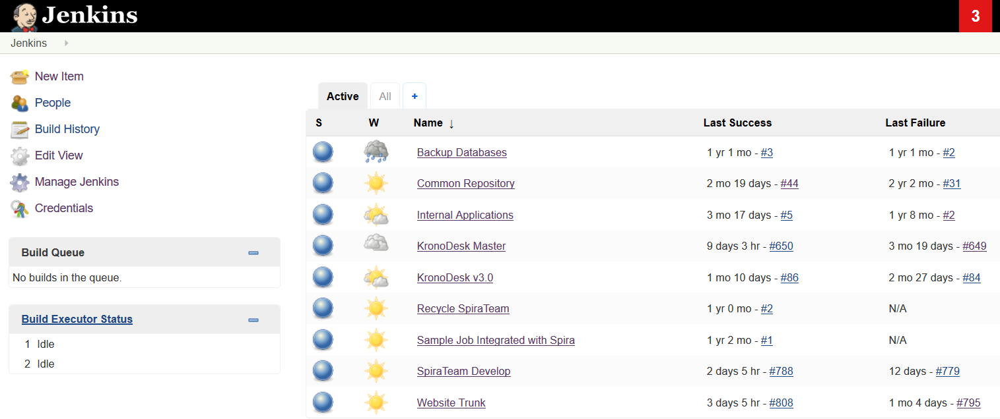 Jenkins 3
Jenkins
New Item
People
Build History
Edit View
Manage Jenkins
Credentials
Build Queue
No builds in the queue.
Build Executor Status
1 Idle
2 Idle
Active All +
S W Name ↓ Last Success Last Failure
Backup Databases 1 yr 1 mo - #3 1 yr 1 mo - #2
Common Repository 2 mo 19 days - #44 2 yr 2 mo - #31
Internal Applications 3 mo 17 days - #5 1 yr 8 mo - #2
KronoDesk Master 9 days 3 hr - #650 3 mo 19 days - #649
KronoDesk v3.0 1 mo 10 days - #86 2 mo 27 days - #84
Recycle SpiraTeam 1 yr 0 mo - #2 N/A
Sample Job Integrated with Spira 1 yr 2 mo - #1 N/A
SpiraTeam Develop 2 days 5 hr - #788 12 days - #779
Website Trunk 3 days 5 hr - #808 1 mo 4 days - #795